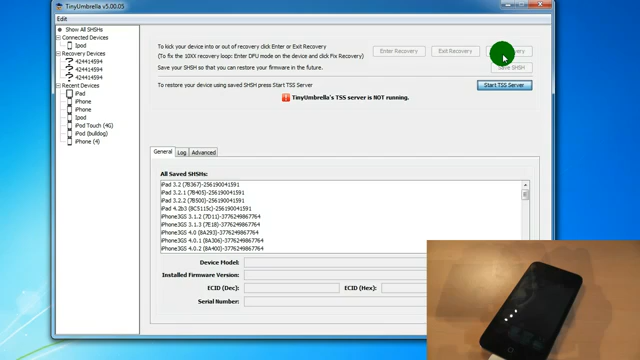 TinyUmbrella v5.00.05
Edit
Show All SHSHs
Connected Devices
Ipod
Recovery Devices
424414594
424414594
424414594
Recent Devices
iPad
iPhone
iPhone
Ipod
iPod Touch (4G)
iPod (bulldog)
iPhone (4)
To kick your device into or out of recovery click Enter or Exit Recovery
(To fix the 10XX recovery loop: Enter DFU mode on the device and click Fix Recovery)
Enter Recovery
Exit Recovery
Save your SHSH so that you can restore your firmware in the future.
Save SHSH
To restore your device using saved SHSH press Start TSS Server
Start TSS Server
TinyUmbrella's TSS server is NOT running.
General
Log
Advanced
All Saved SHSHs:
iPad 3.2 (7B367)-256190041591
iPad 3.2.1 (7B405)-256190041591
iPad 3.2.2 (7B500)-256190041591
iPad 4.2b3 (8C5115c)-256190041591
iPhone3GS 3.1.2 (7D11)-3776249867764
iPhone3GS 3.1.3 (7E18)-3776249867764
iPhone3GS 4.0 (8A293)-3776249867764
iPhone3GS 4.0.1 (8A306)-3776249867764
iPhone3GS 4.0.2 (8A400)-3776249867764
Device Model:
Installed Firmware Version:
ECID (Dec):
ECID (Hex):
Serial Number: